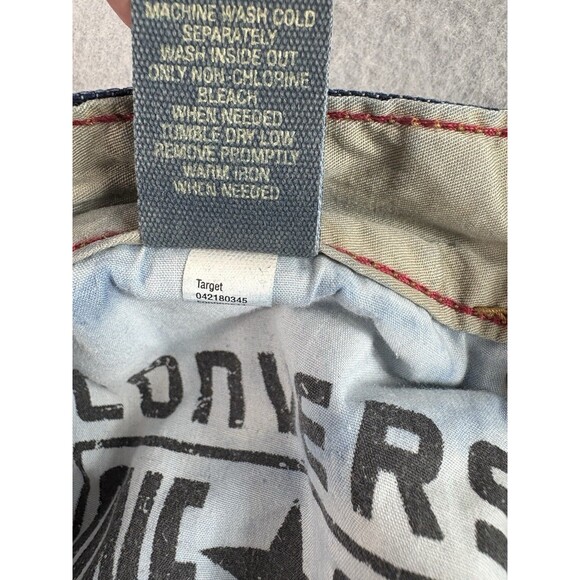 MACHINE WASH COLD
SEPARATELY
WASH INSIDE OUT
ONLY NON-CHLORINE
BLEACH
WHEN NEEDED
TUMBLE DRY LOW
REMOVE PROMPTLY
WARM IRON
WHEN NEEDED
Target
042180345
CONVERS